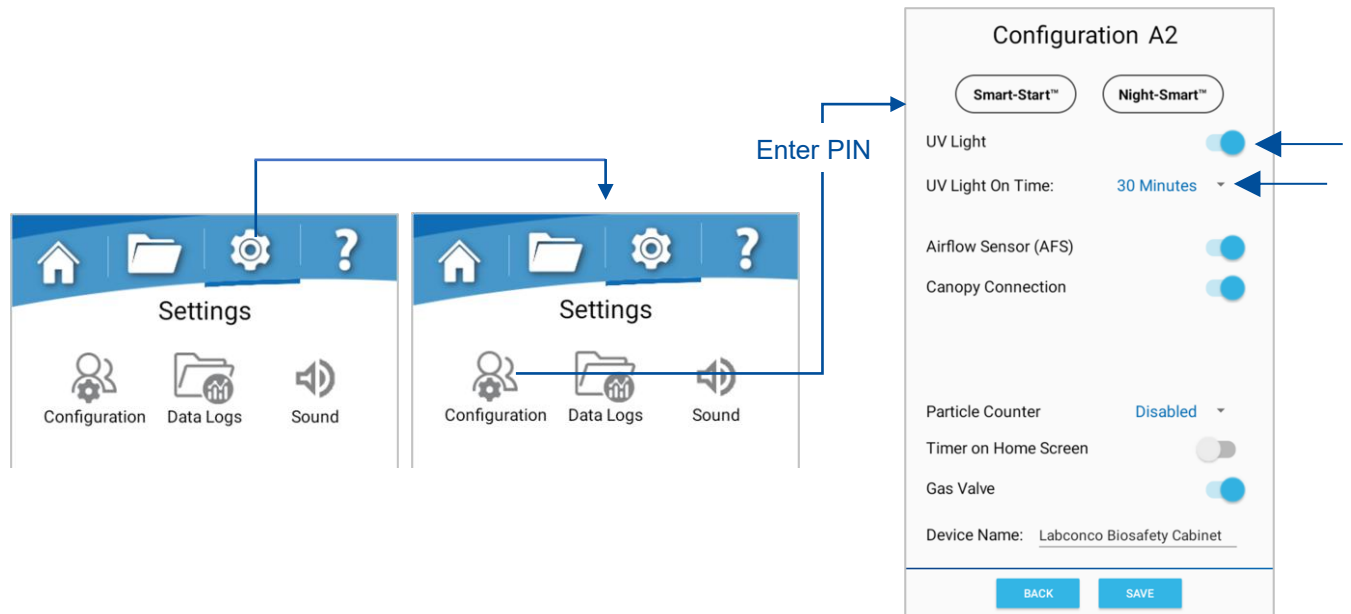 Settings
Configuration
Data Logs
Sound
Settings
Configuration
Data Logs
Sound
Enter PIN
Configuration A2
Smart-Start™ Night-Smart™
UV Light
UV Light On Time: 30 Minutes
Airflow Sensor (AFS)
Canopy Connection
Particle Counter Disabled
Timer on Home Screen
Gas Valve
Device Name: Labconco Biosafety Cabinet
BACK SAVE